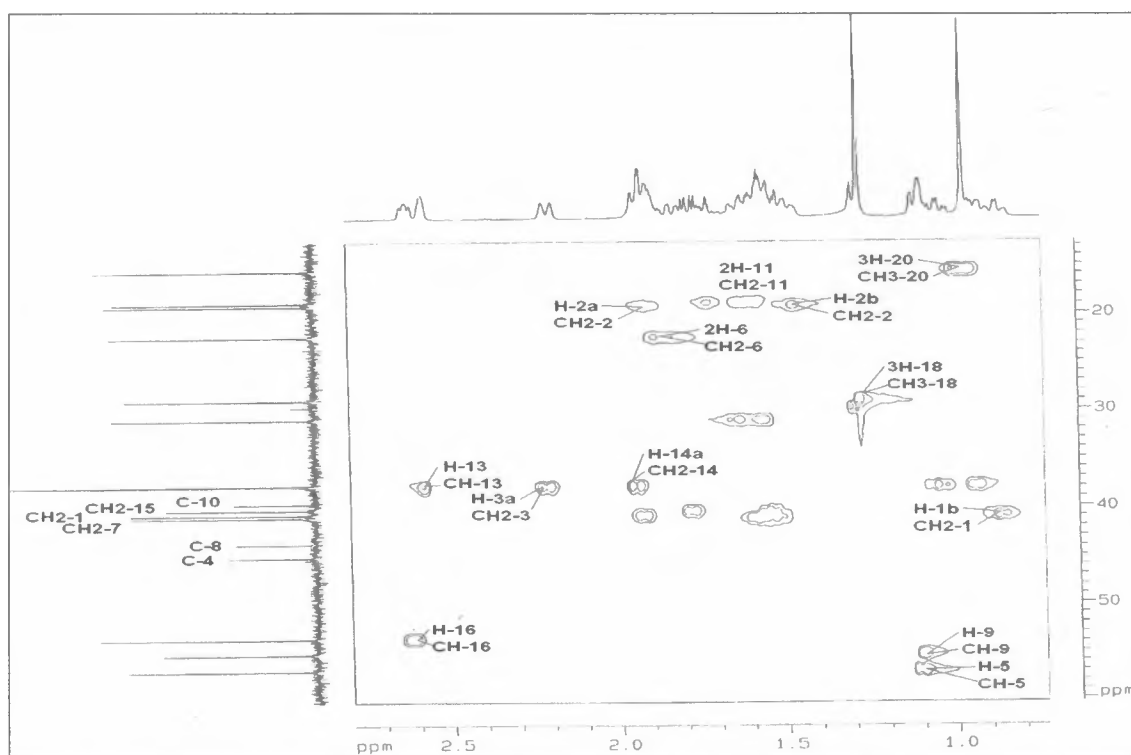 2H-11
CH2-11
3H-20
CH3-20
H-2a
CH2-2
H-2b
CH2-2
20
2H-6
CH2-6
3H-18
CH3-18
30
H-13
CH-13
H-14a
CH2-14
H-3a
CH2-3
C-10
CH2-15
CH2-1
CH2-7
40
H-1b
CH2-1
C-8
C-4
50
H-16
CH-16
H-9
CH-9
H-5
CH-5
ppm
ppm 2.5 2.0 1.5 1.0